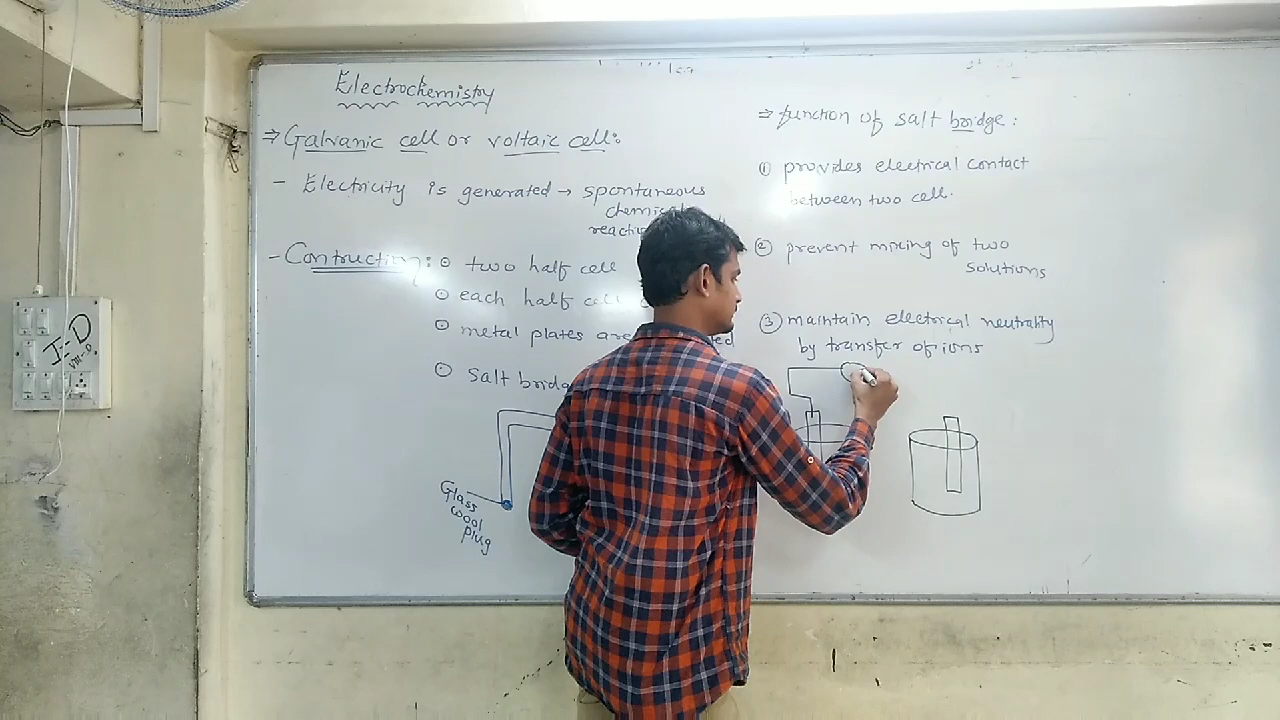 Electrochemistry
⇒ Galvanic cell or voltaic cell:
- Electricity is generated → spontaneous
chemical
- Contruction: ⊙ two half cell
⊙ each half cell
⊙ metal plates are
⊙ salt bridge
Glass
wool
plug
⇒ function of salt bridge:
① provides electrical contact
between two cell.
② prevent mixing of two
solutions
③ maintain electrical neutrality
by transfer of ions
I-D